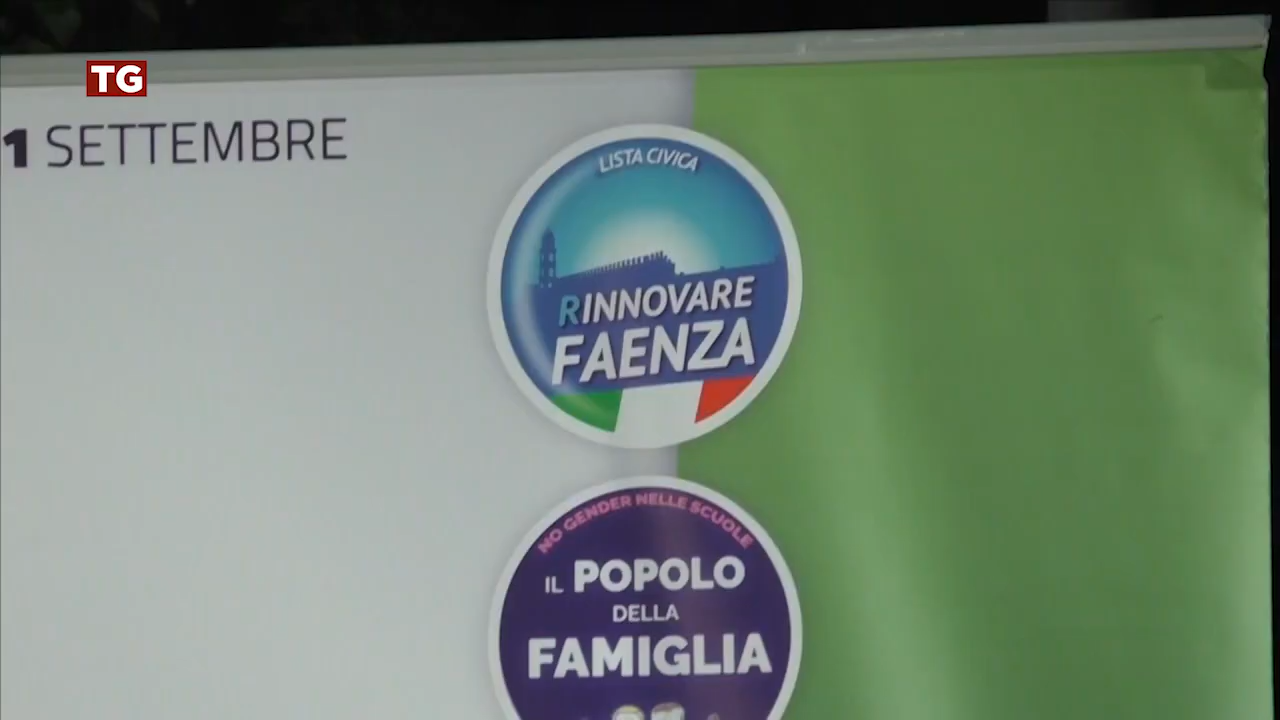 TG
1 SETTEMBRE
LISTA CIVICA
RINNOVARE
FAENZA
NO GENDER NELLE SCUOLE
IL POPOLO
DELLA
FAMIGLIA